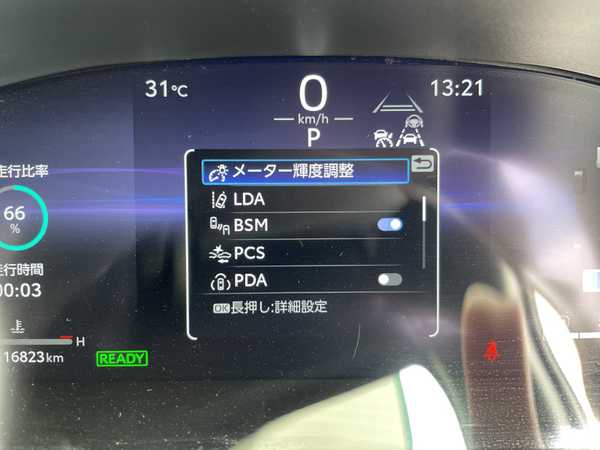 31℃
0
km/h
P
13:21
走行比率
66
%
走行時間
00:03
H
16823km
READY
メーター輝度調整
LDA
BSM
PCS
PDA
OK長押し:詳細設定